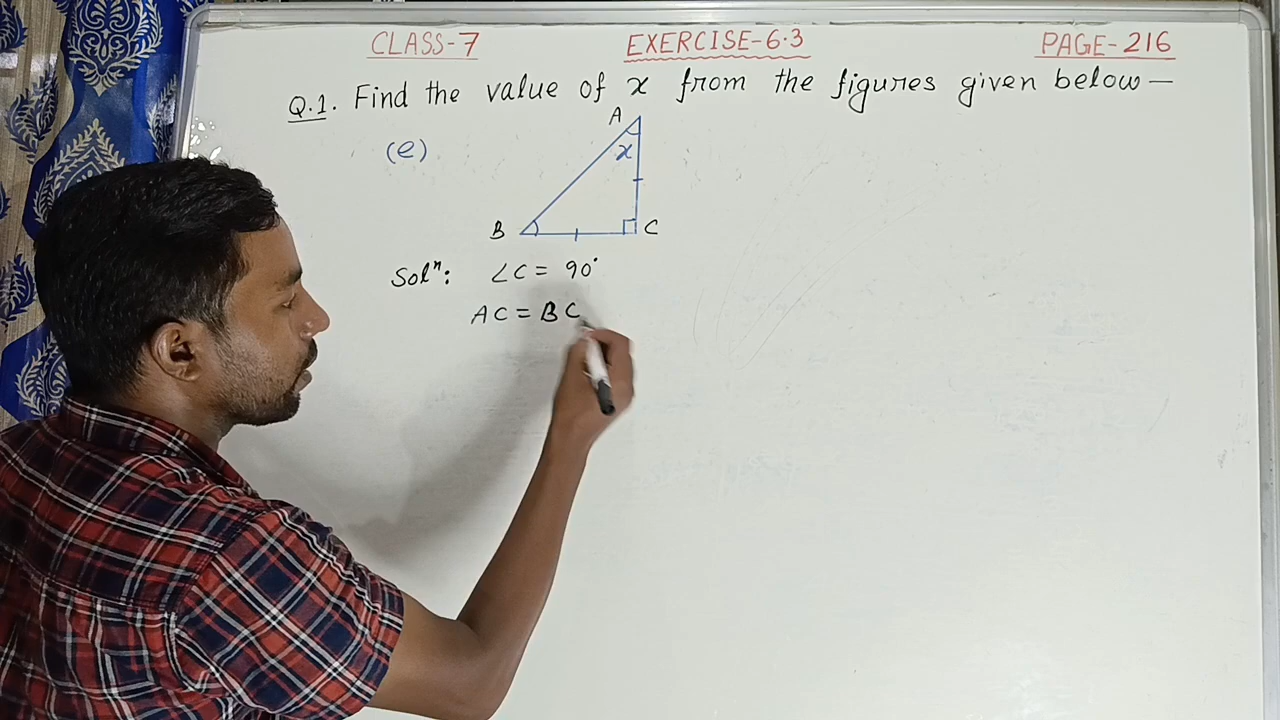 CLASS-7 EXERCISE-6.3 PAGE-216
Q.1. Find the value of x from the figures given below—
(e)
A
x
B C
Solⁿ: ∠C = 90°
AC = BC